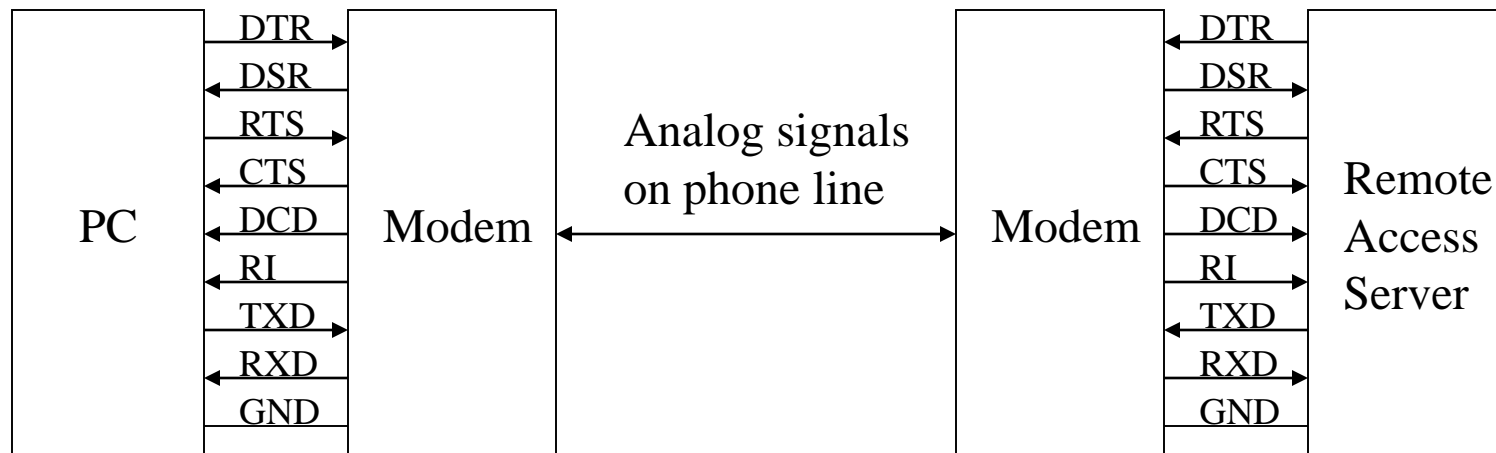 DTR
DSR
RTS
CTS
DCD
RI
TXD
RXD
GND
PC
Modem
Analog signals
on phone line
Modem
DTR
DSR
RTS
CTS
DCD
RI
TXD
RXD
GND
Remote
Access
Server